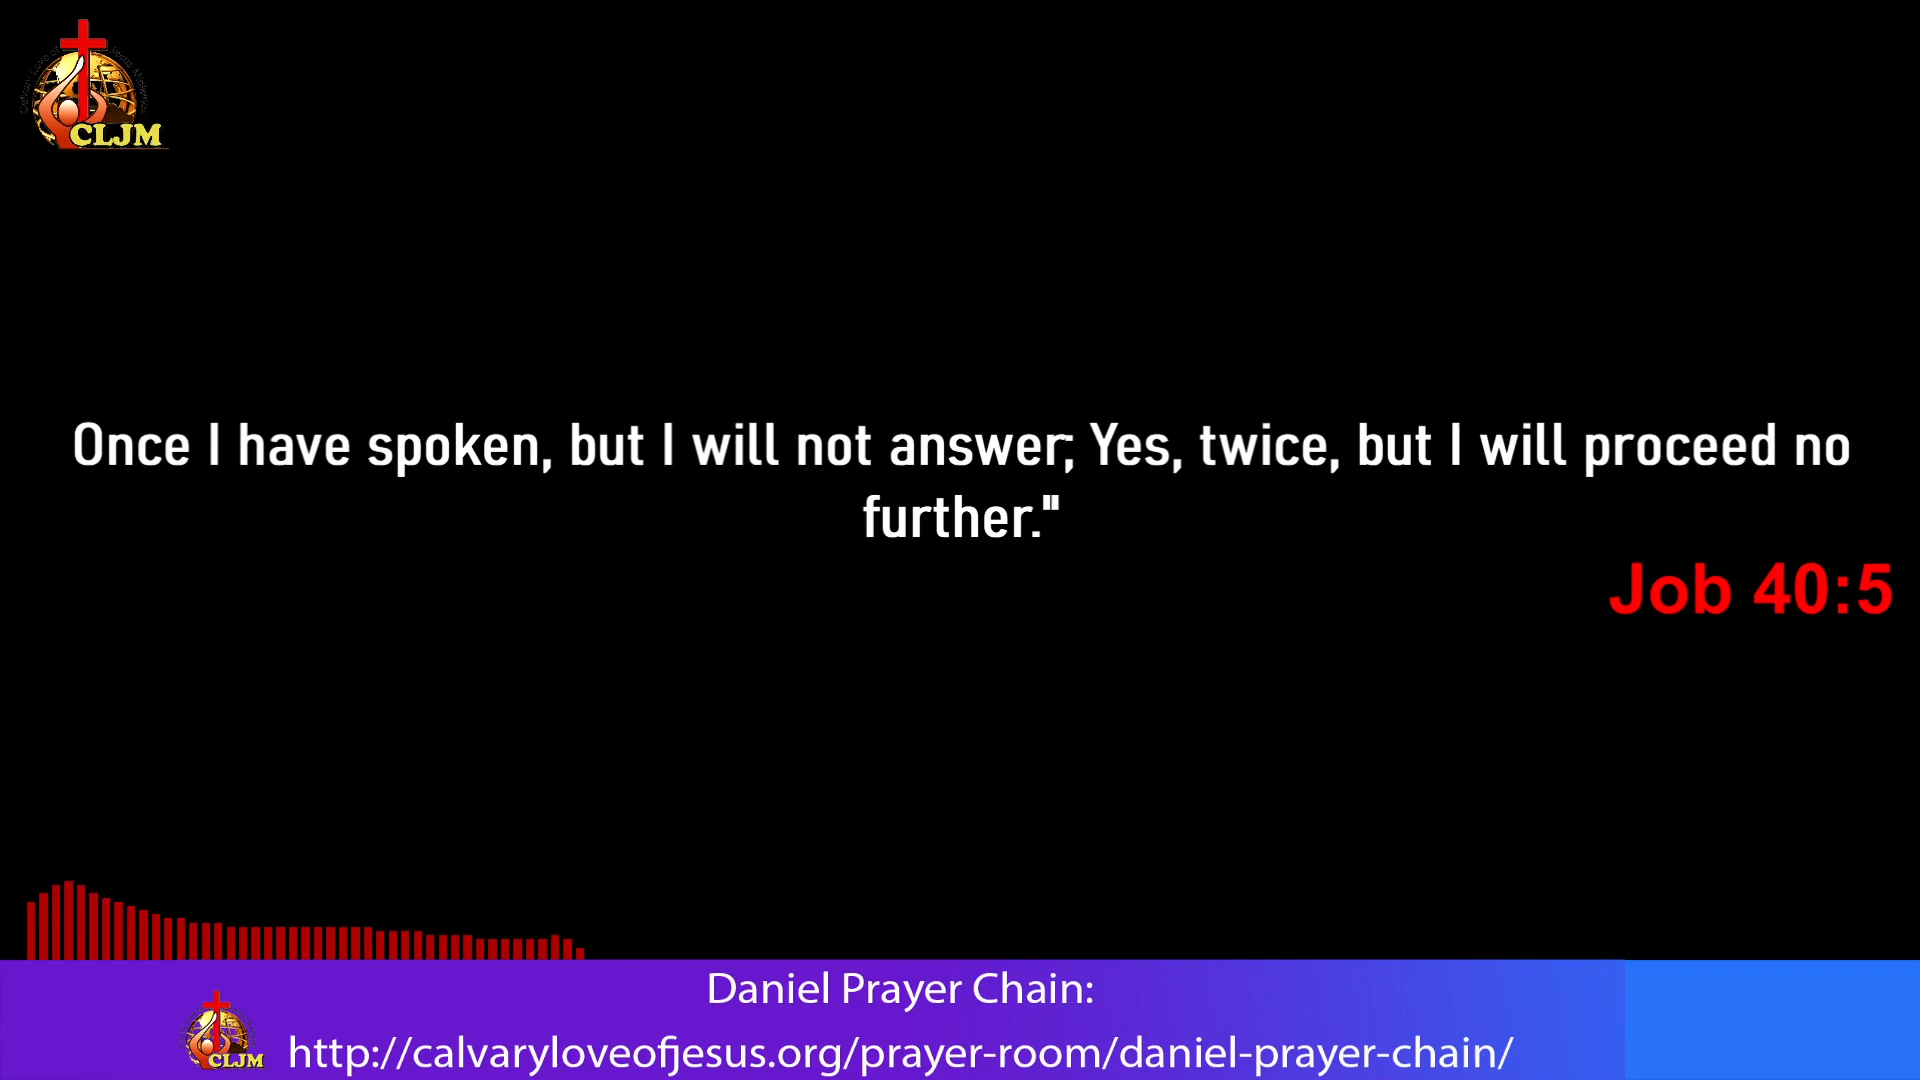 CLJM
Once I have spoken, but I will not answer; Yes, twice, but I will proceed no
further."
Job 40:5
Daniel Prayer Chain:
CLJM
http://calvaryloveofjesus.org/prayer-room/daniel-prayer-chain/